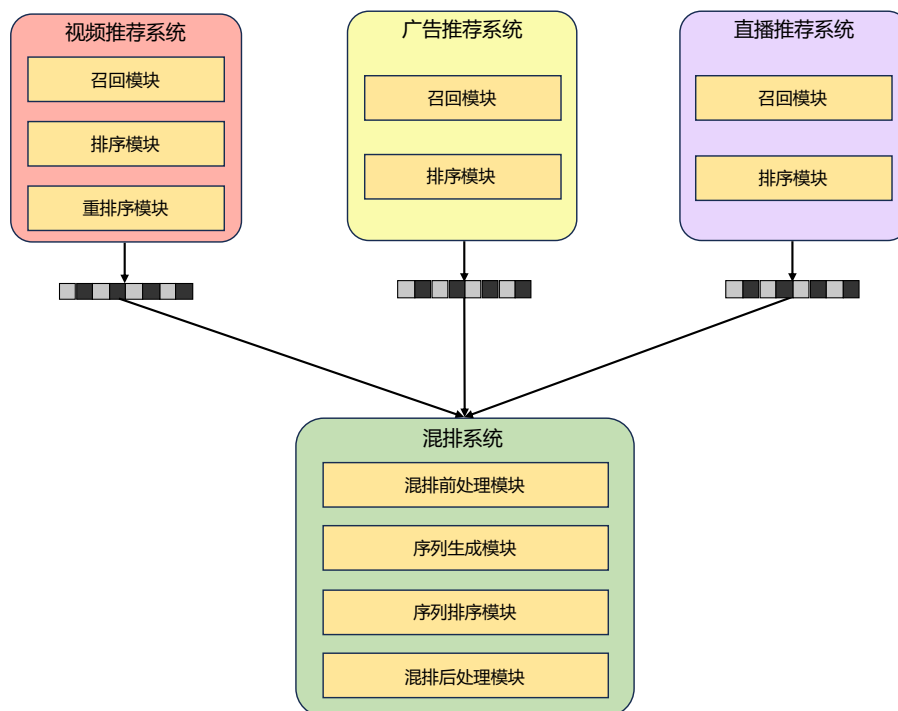 视频推荐系统
召回模块
排序模块
重排序模块
广告推荐系统
召回模块
排序模块
直播推荐系统
召回模块
排序模块
混排系统
混排前处理模块
序列生成模块
序列排序模块
混排后处理模块